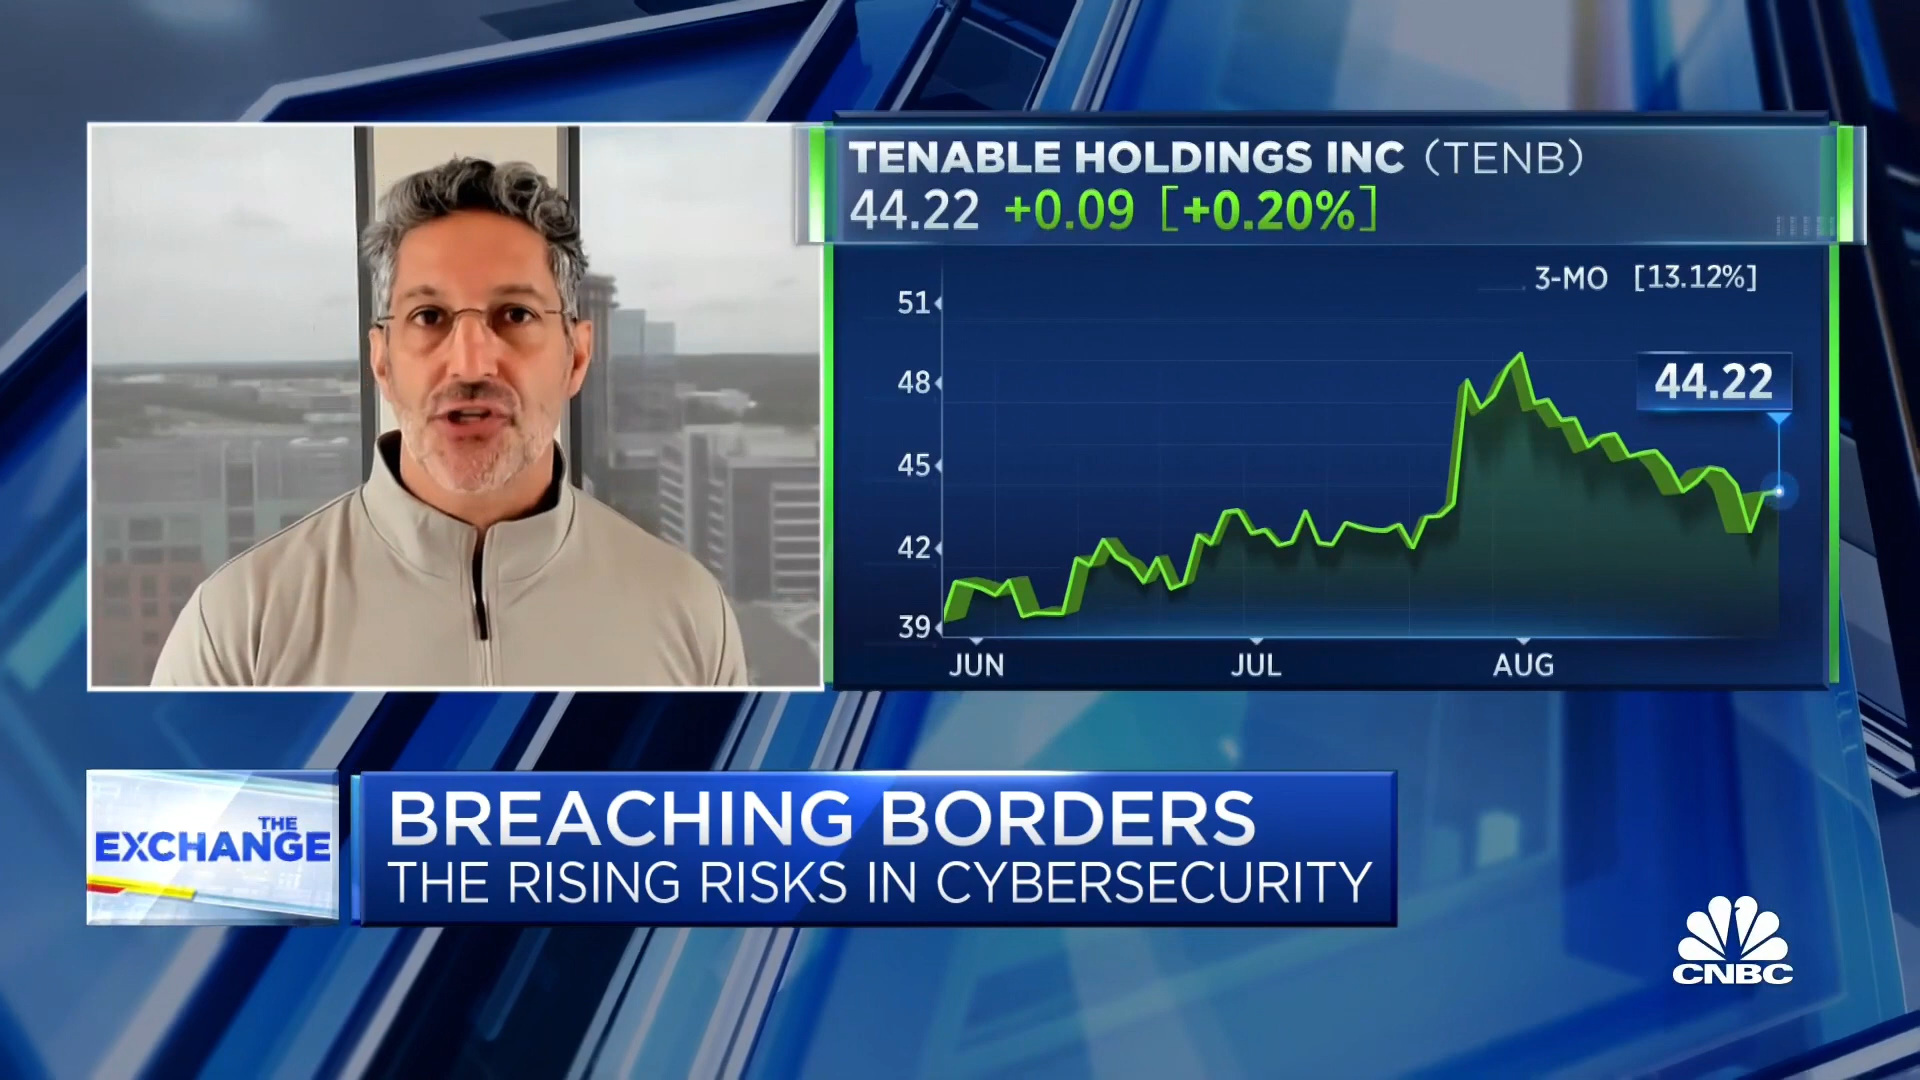 TENABLE HOLDINGS INC (TENB)
44.22 +0.09 [+0.20%]
3-MO [13.12%]
51
48
45
42
39
44.22
JUN JUL AUG
THE
EXCHANGE
BREACHING BORDERS
THE RISING RISKS IN CYBERSECURITY
CNBC